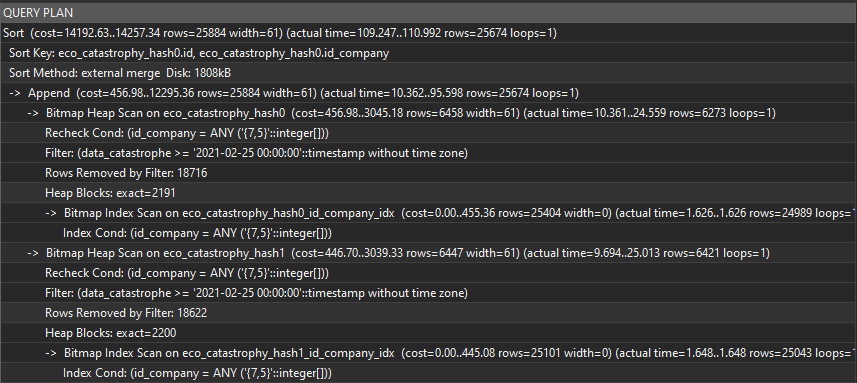 QUERY PLAN
Sort  (cost=14192.63..14257.34 rows=25884 width=61) (actual time=109.247..110.992 rows=25674 loops=1)
Sort Key: eco_catastrophy_hash0.id, eco_catastrophy_hash0.id_company
Sort Method: external merge  Disk: 1808kB
->  Append  (cost=456.98..12295.36 rows=25884 width=61) (actual time=10.362..95.598 rows=25674 loops=1)
->  Bitmap Heap Scan on eco_catastrophy_hash0  (cost=456.98..3045.18 rows=6458 width=61) (actual time=10.361..24.559 rows=6273 loops=1)
Recheck Cond: (id_company = ANY ('{7,5}'::integer[]))
Filter: (data_catastrophe >= '2021-02-25 00:00:00'::timestamp without time zone)
Rows Removed by Filter: 18716
Heap Blocks: exact=2191
->  Bitmap Index Scan on eco_catastrophy_hash0_id_company_idx  (cost=0.00..455.36 rows=25404 width=0) (actual time=1.626..1.626 rows=24989 loops=
Index Cond: (id_company = ANY ('{7,5}'::integer[]))
->  Bitmap Heap Scan on eco_catastrophy_hash1  (cost=446.70..3039.33 rows=6447 width=61) (actual time=9.694..25.013 rows=6421 loops=1)
Recheck Cond: (id_company = ANY ('{7,5}'::integer[]))
Filter: (data_catastrophe >= '2021-02-25 00:00:00'::timestamp without time zone)
Rows Removed by Filter: 18622
Heap Blocks: exact=2200
->  Bitmap Index Scan on eco_catastrophy_hash1_id_company_idx  (cost=0.00..445.08 rows=25101 width=0) (actual time=1.648..1.648 rows=25043 loops=
Index Cond: (id_company = ANY ('{7,5}'::integer[]))